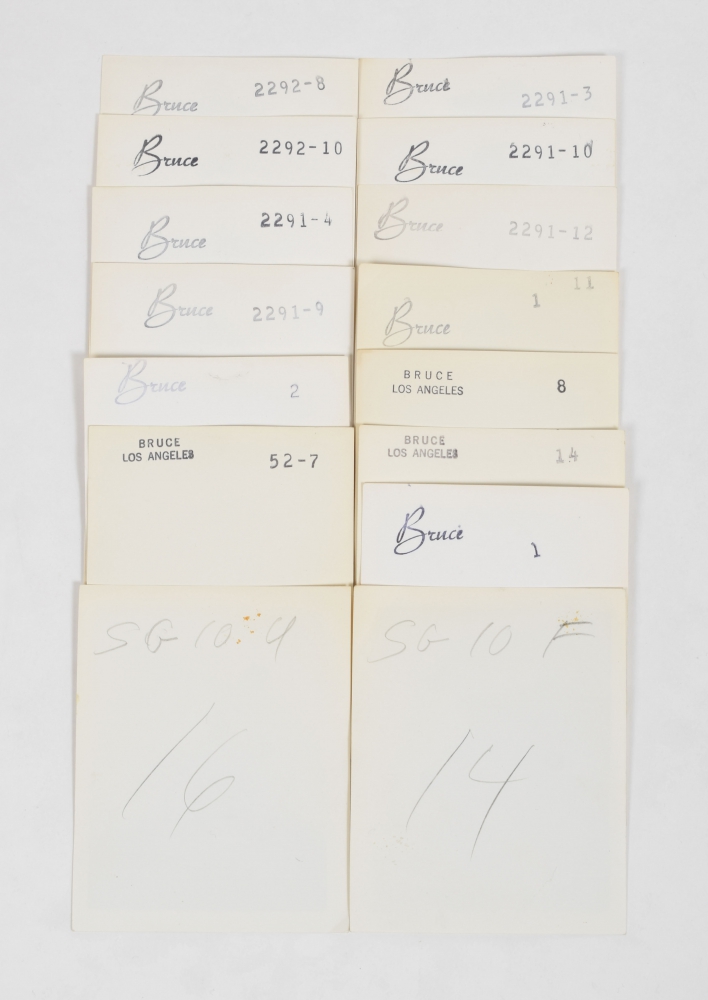 Bruce 2292-8
Bruce 2291-3
Bruce 2292-10
Bruce 2291-10
Bruce 2291-4
Bruce 2291-12
Bruce 2291-9
11
Bruce 1
Bruce 2
BRUCE
LOS ANGELES 8
BRUCE
LOS ANGELES 52-7
BRUCE
LOS ANGELES 14
Bruce 1
SG 10
16
SG 10 F
14